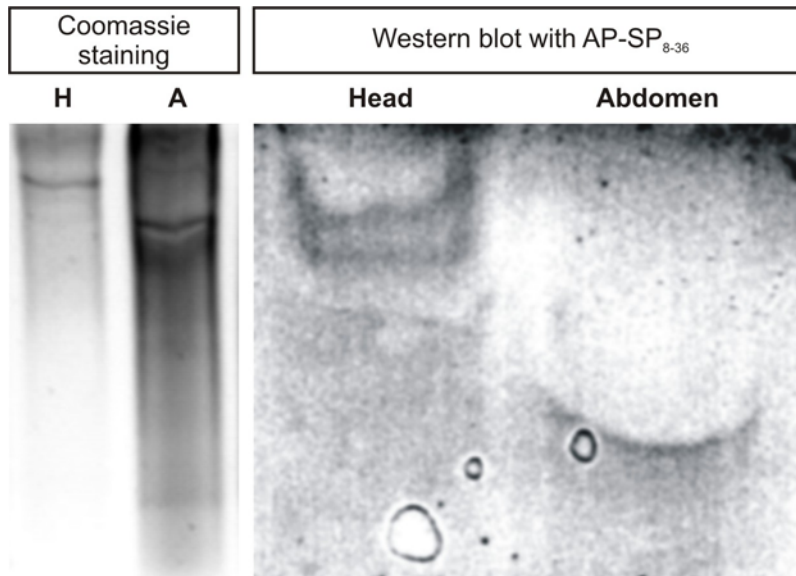 Coomassie
staining
Western blot with AP-SP8-36
H
A
Head
Abdomen